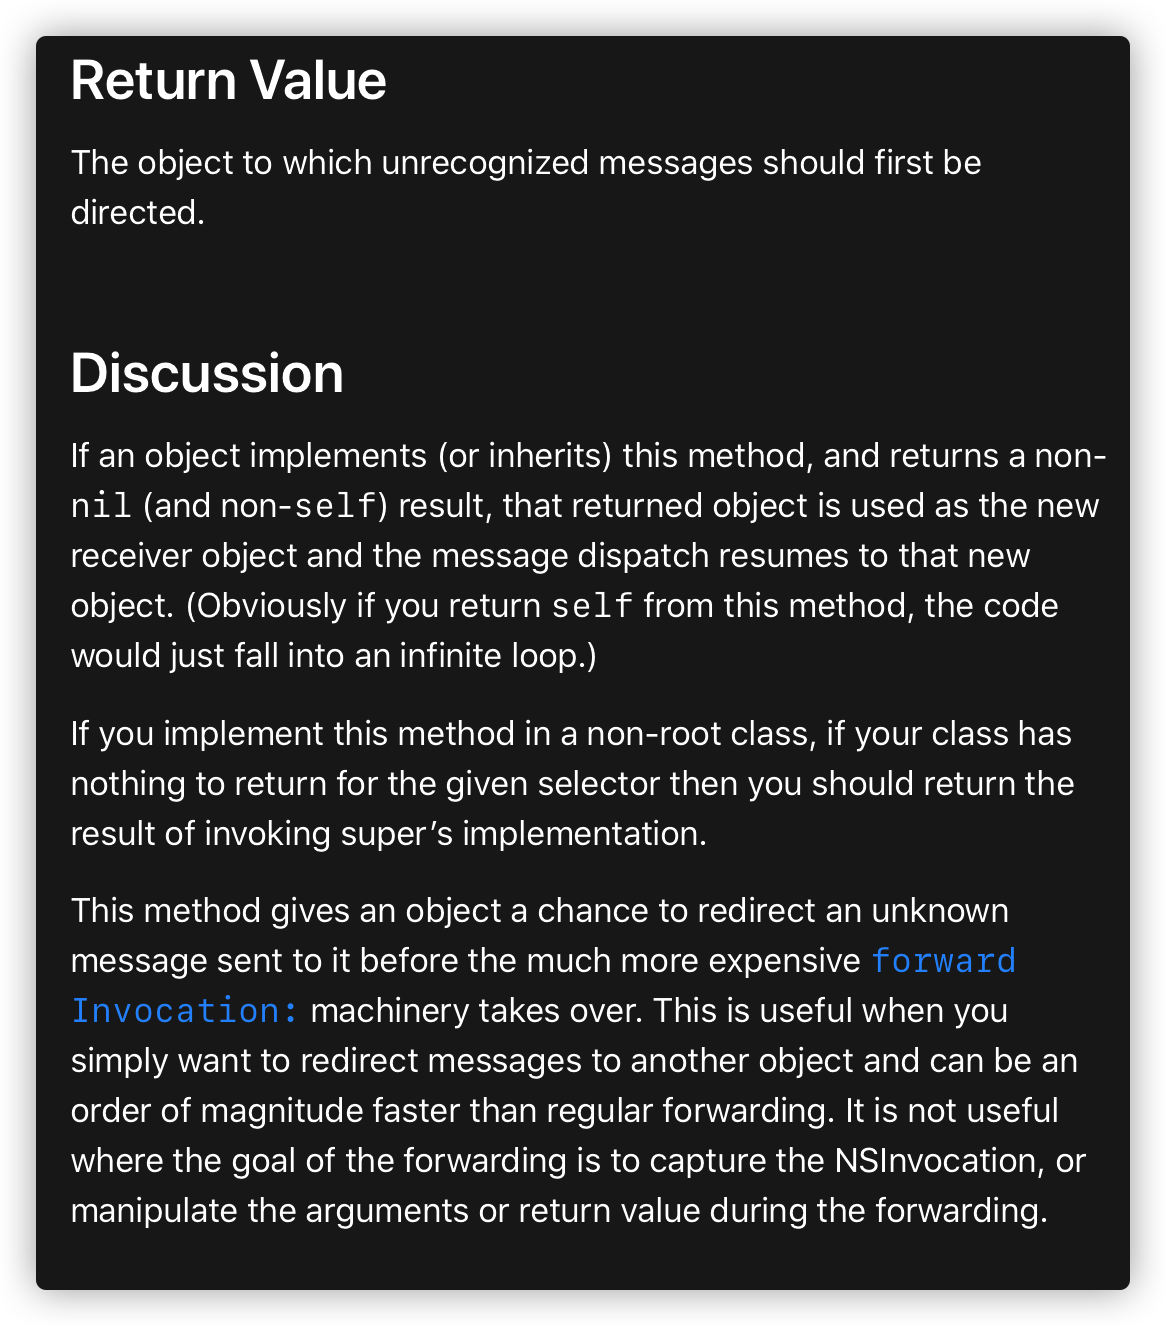 Return Value
The object to which unrecognized messages should first be
directed.
Discussion
If an object implements (or inherits) this method, and returns a non-
nil (and non-self) result, that returned object is used as the new
receiver object and the message dispatch resumes to that new
object. (Obviously if you return self from this method, the code
would just fall into an infinite loop.)
If you implement this method in a non-root class, if your class has
nothing to return for the given selector then you should return the
result of invoking super’s implementation.
This method gives an object a chance to redirect an unknown
message sent to it before the much more expensive forward
Invocation: machinery takes over. This is useful when you
simply want to redirect messages to another object and can be an
order of magnitude faster than regular forwarding. It is not useful
where the goal of the forwarding is to capture the NSInvocation, or
manipulate the arguments or return value during the forwarding.